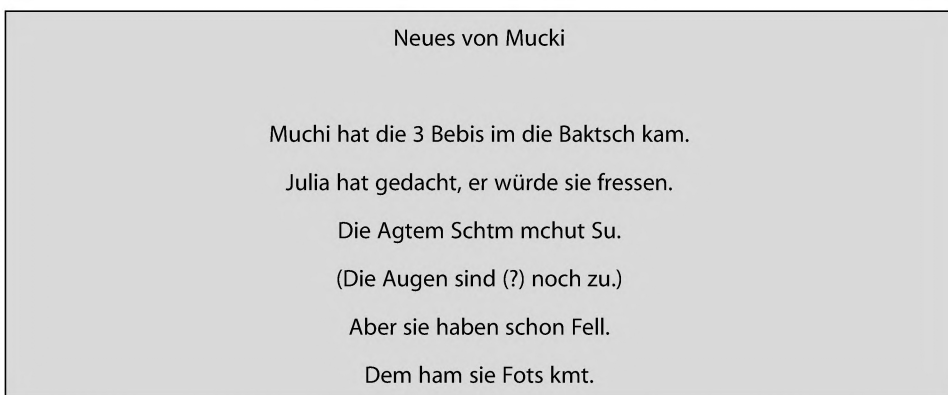 Neues von Mucki
Muchi hat die 3 Bebis im die Baktsch kam.
Julia hat gedacht, er würde sie fressen.
Die Agtem Schtm mchut Su.
(Die Augen sind (?) noch zu.)
Aber sie haben schon Fell.
Dem ham sie Fots kmt.